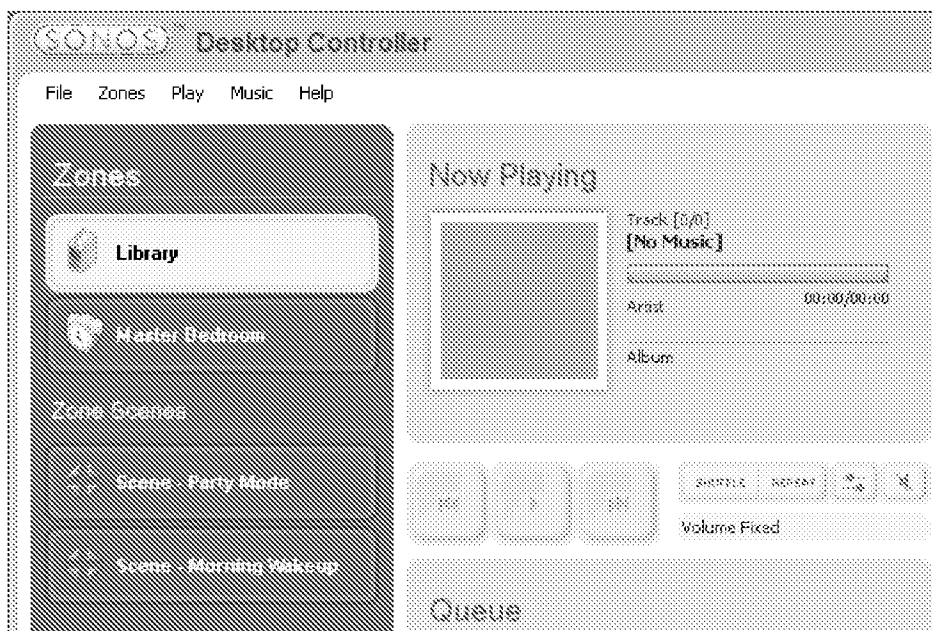 SONOS™ Desktop Controller
File Zones Play Music Help
Zones
Library
Master Bedroom
Zone Scenes
Scene - Party Mode
Scene - Morning Wakeup
Now Playing
Track [0/0]
[No Music]
00:00/00:00
Artist
Album
SHUFFLE REPEAT
Volume Fixed
Queue